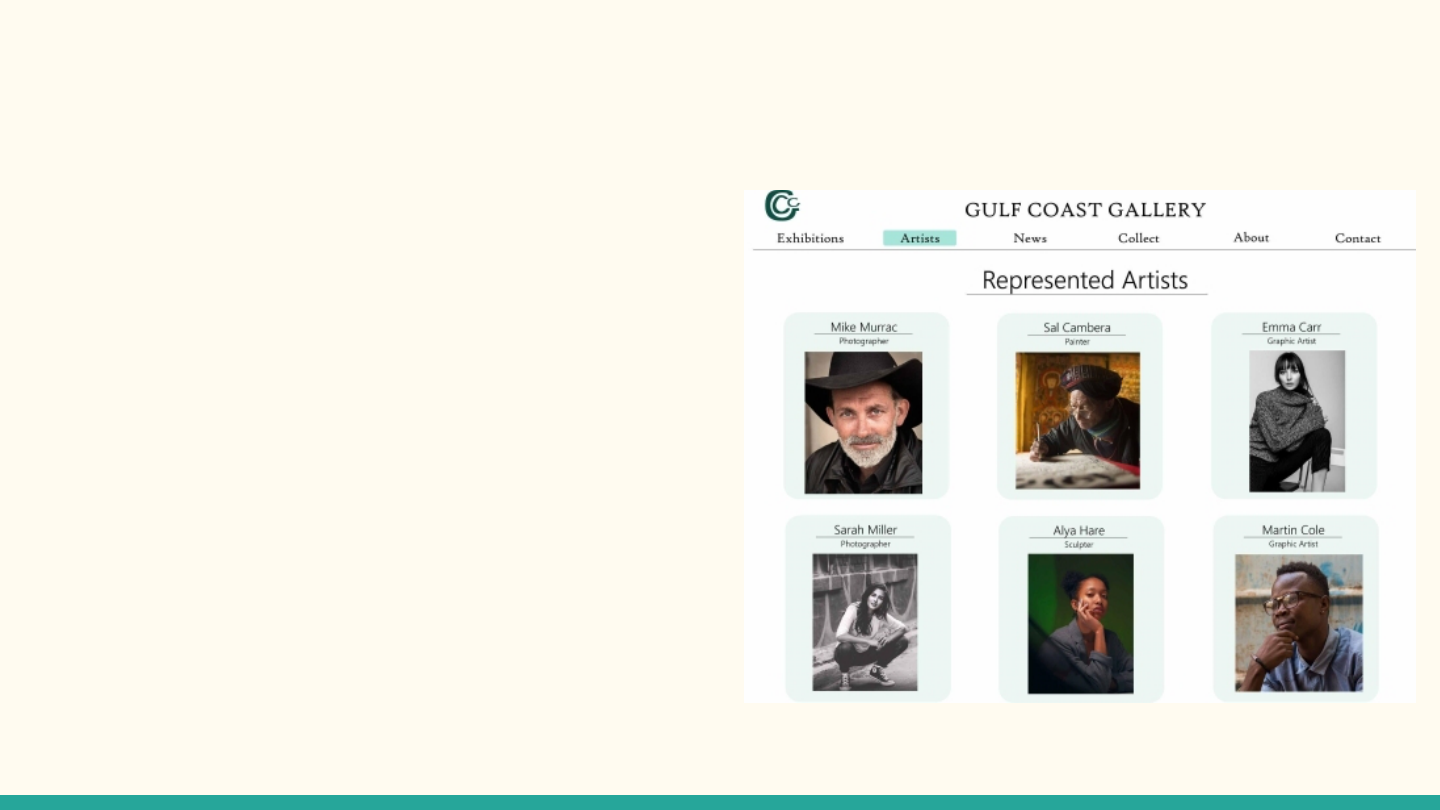 GCC
GULF COAST GALLERY
Exhibitions Artists News Collect About Contact
Represented Artists
Mike Murrac
Photographer
Sal Cambera
Painter
Emma Carr
Graphic Artist
Sarah Miller
Photographer
Alya Hare
Sculpter
Martin Cole
Graphic Artist